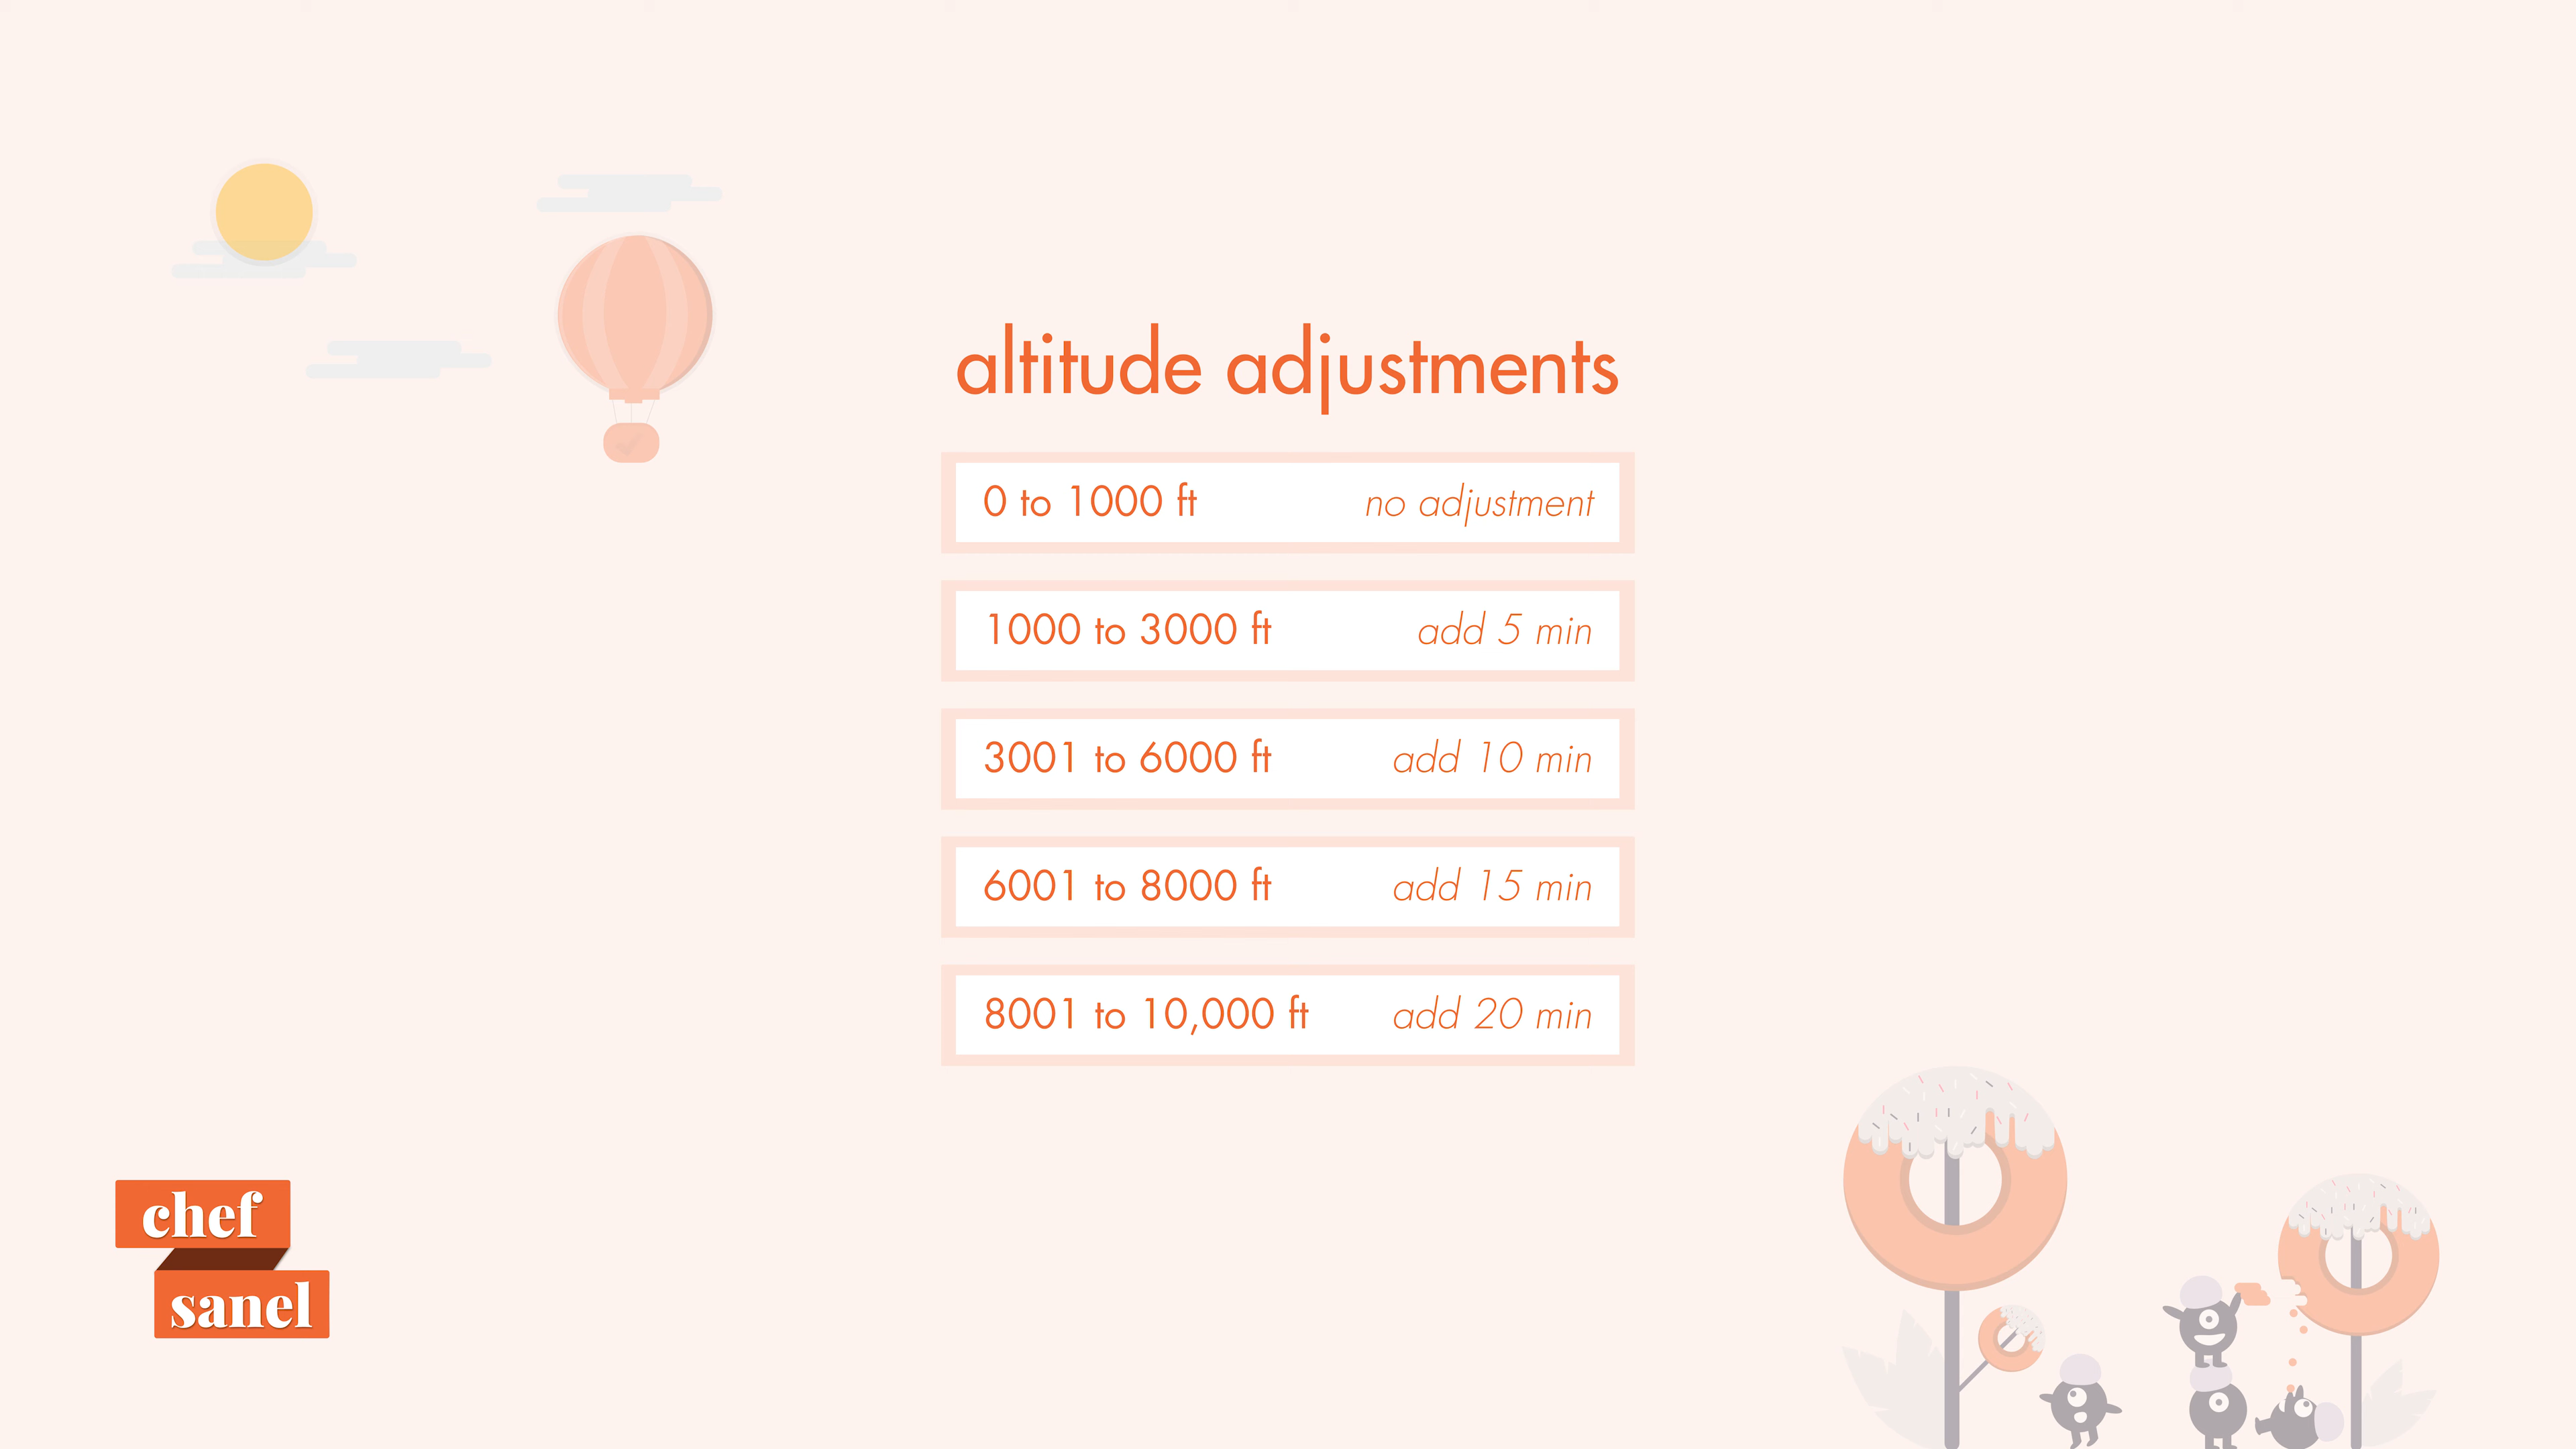 altitude adjustments
0 to 1000 ft no adjustment
1000 to 3000 ft add 5 min
3001 to 6000 ft add 10 min
6001 to 8000 ft add 15 min
8001 to 10,000 ft add 20 min
chef
sanel